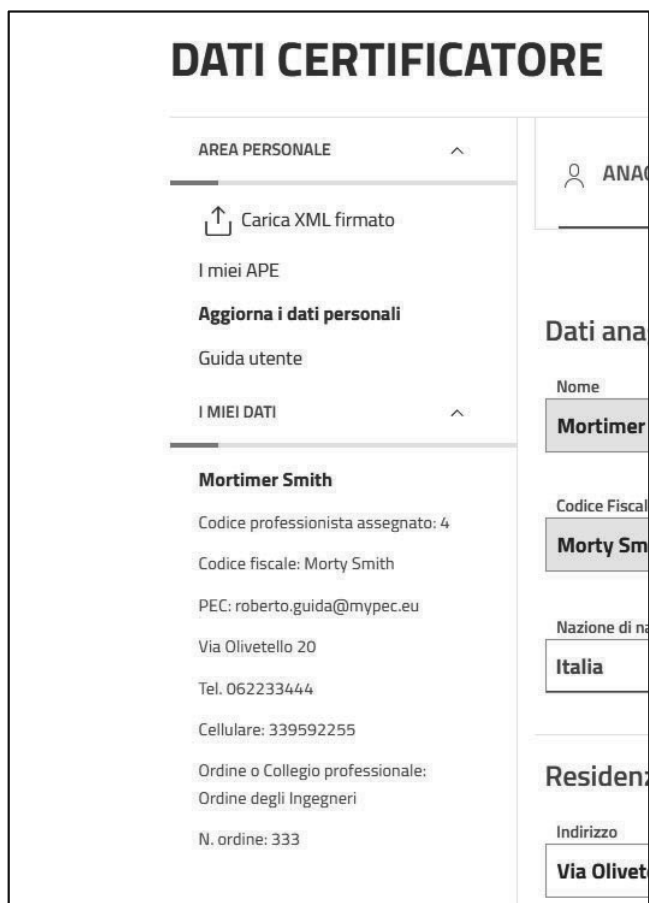 DATI CERTIFICATORE
AREA PERSONALE
Carica XML firmato
I miei APE
Aggiorna i dati personali
Guida utente
I MIEI DATI
Mortimer Smith
Codice professionista assegnato: 4
Codice fiscale: Morty Smith
PEC: roberto.guida@mypec.eu
Via Olivetello 20
Tel. 062233444
Cellulare: 339592255
Ordine o Collegio professionale:
Ordine degli Ingegneri
N. ordine: 333
ANAG
Dati ana
Nome
Mortimer
Codice Fiscal
Morty Sm
Nazione di na
Italia
Residenz
Indirizzo
Via Olivet